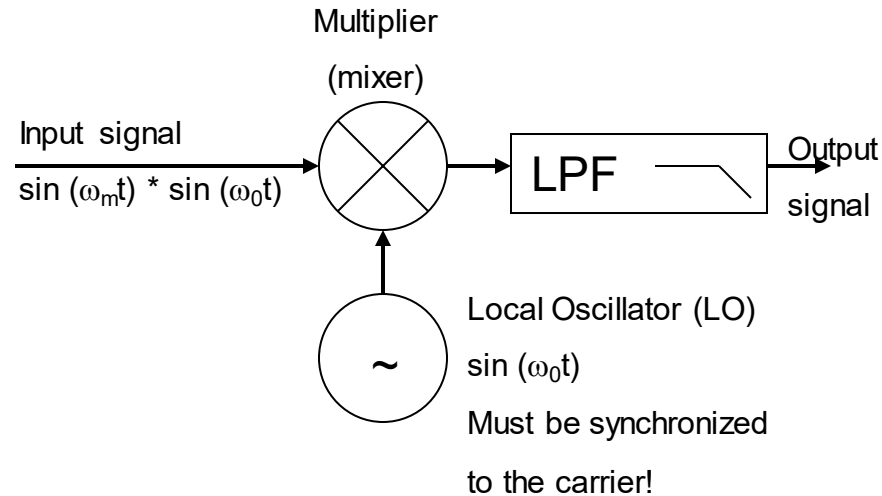 Multiplier
(mixer)
Input signal
sin (ωmt) * sin (ω0t)
LPF
Output
signal
~
Local Oscillator (LO)
sin (ω0t)
Must be synchronized
to the carrier!